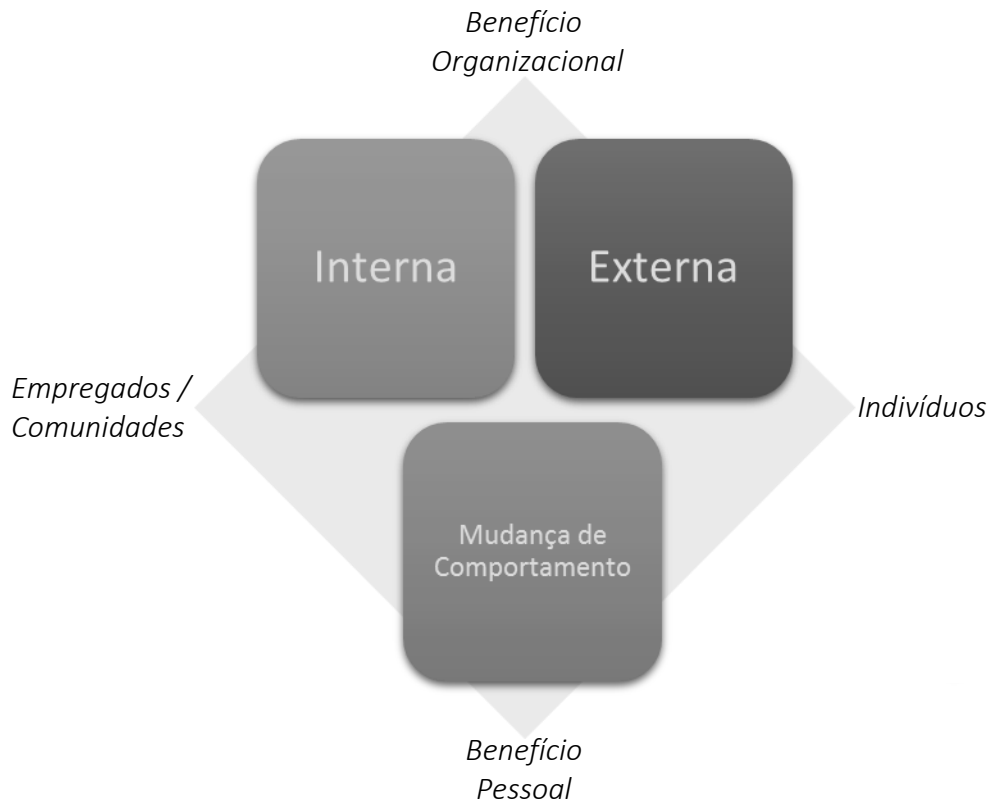 Benefício
Organizacional
Interna
Externa
Empregados /
Comunidades
Indivíduos
Mudança de
Comportamento
Benefício
Pessoal